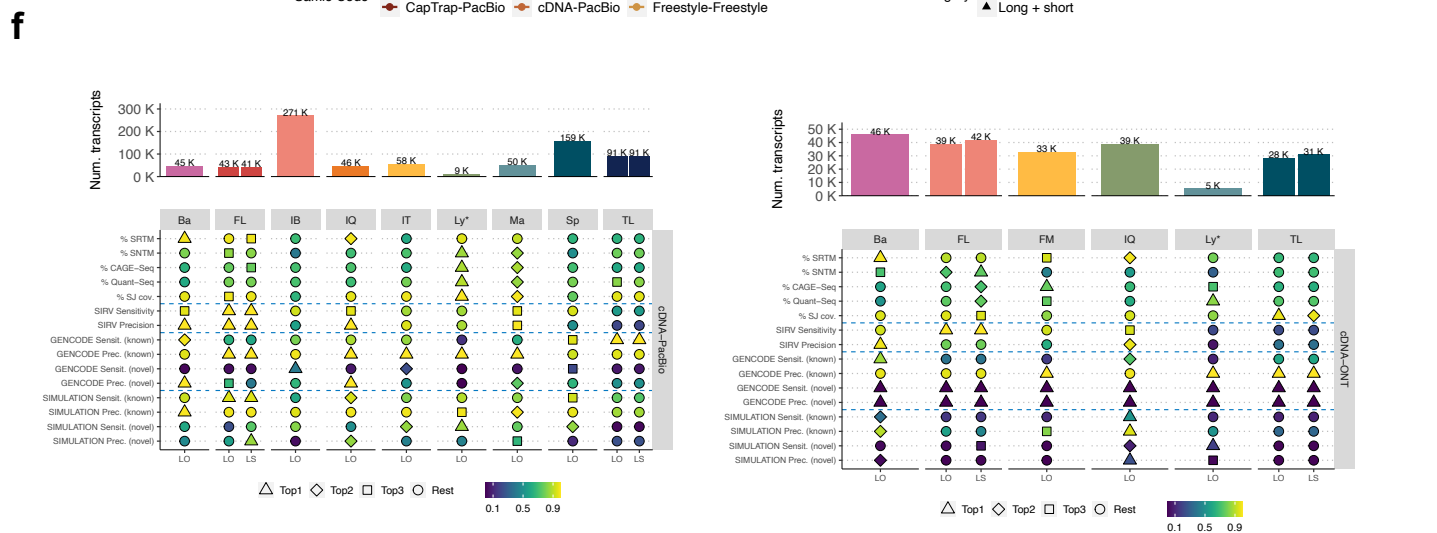 CapTrap-PacBio cDNA-PacBio Freestyle-Freestyle
Long + short
f
Num. transcripts
300 K
200 K
100 K
0 K
45 K
43 K
41 K
271 K
46 K
58 K
9 K
50 K
159 K
91 K
91 K
Ba FL IB IQ IT Ly* Ma Sp TL
% SRTM
% SNTM
% CAGE-Seq
% Quant-Seq
% SJ cov.
SIRV Sensitivity
SIRV Precision
GENCODE Sensit. (known)
GENCODE Prec. (known)
GENCODE Sensit. (novel)
GENCODE Prec. (novel)
SIMULATION Sensit. (known)
SIMULATION Prec. (known)
SIMULATION Sensit. (novel)
SIMULATION Prec. (novel)
cDNA-PacBio
LO LO LS LO LO LO LO LO LO LO LS
Top1 Top2 Top3 Rest
0.1 0.5 0.9
Num. transcripts
50 K
40 K
30 K
20 K
10 K
0 K
46 K
39 K
42 K
33 K
39 K
5 K
28 K
31 K
Ba FL FM IQ Ly* TL
% SRTM
% SNTM
% CAGE-Seq
% Quant-Seq
% SJ cov.
SIRV Sensitivity
SIRV Precision
GENCODE Sensit. (known)
GENCODE Prec. (known)
GENCODE Sensit. (novel)
GENCODE Prec. (novel)
SIMULATION Sensit. (known)
SIMULATION Prec. (known)
SIMULATION Sensit. (novel)
SIMULATION Prec. (novel)
cDNA-ONT
LO LO LS LO LO LO LO LS
Top1 Top2 Top3 Rest
0.1 0.5 0.9